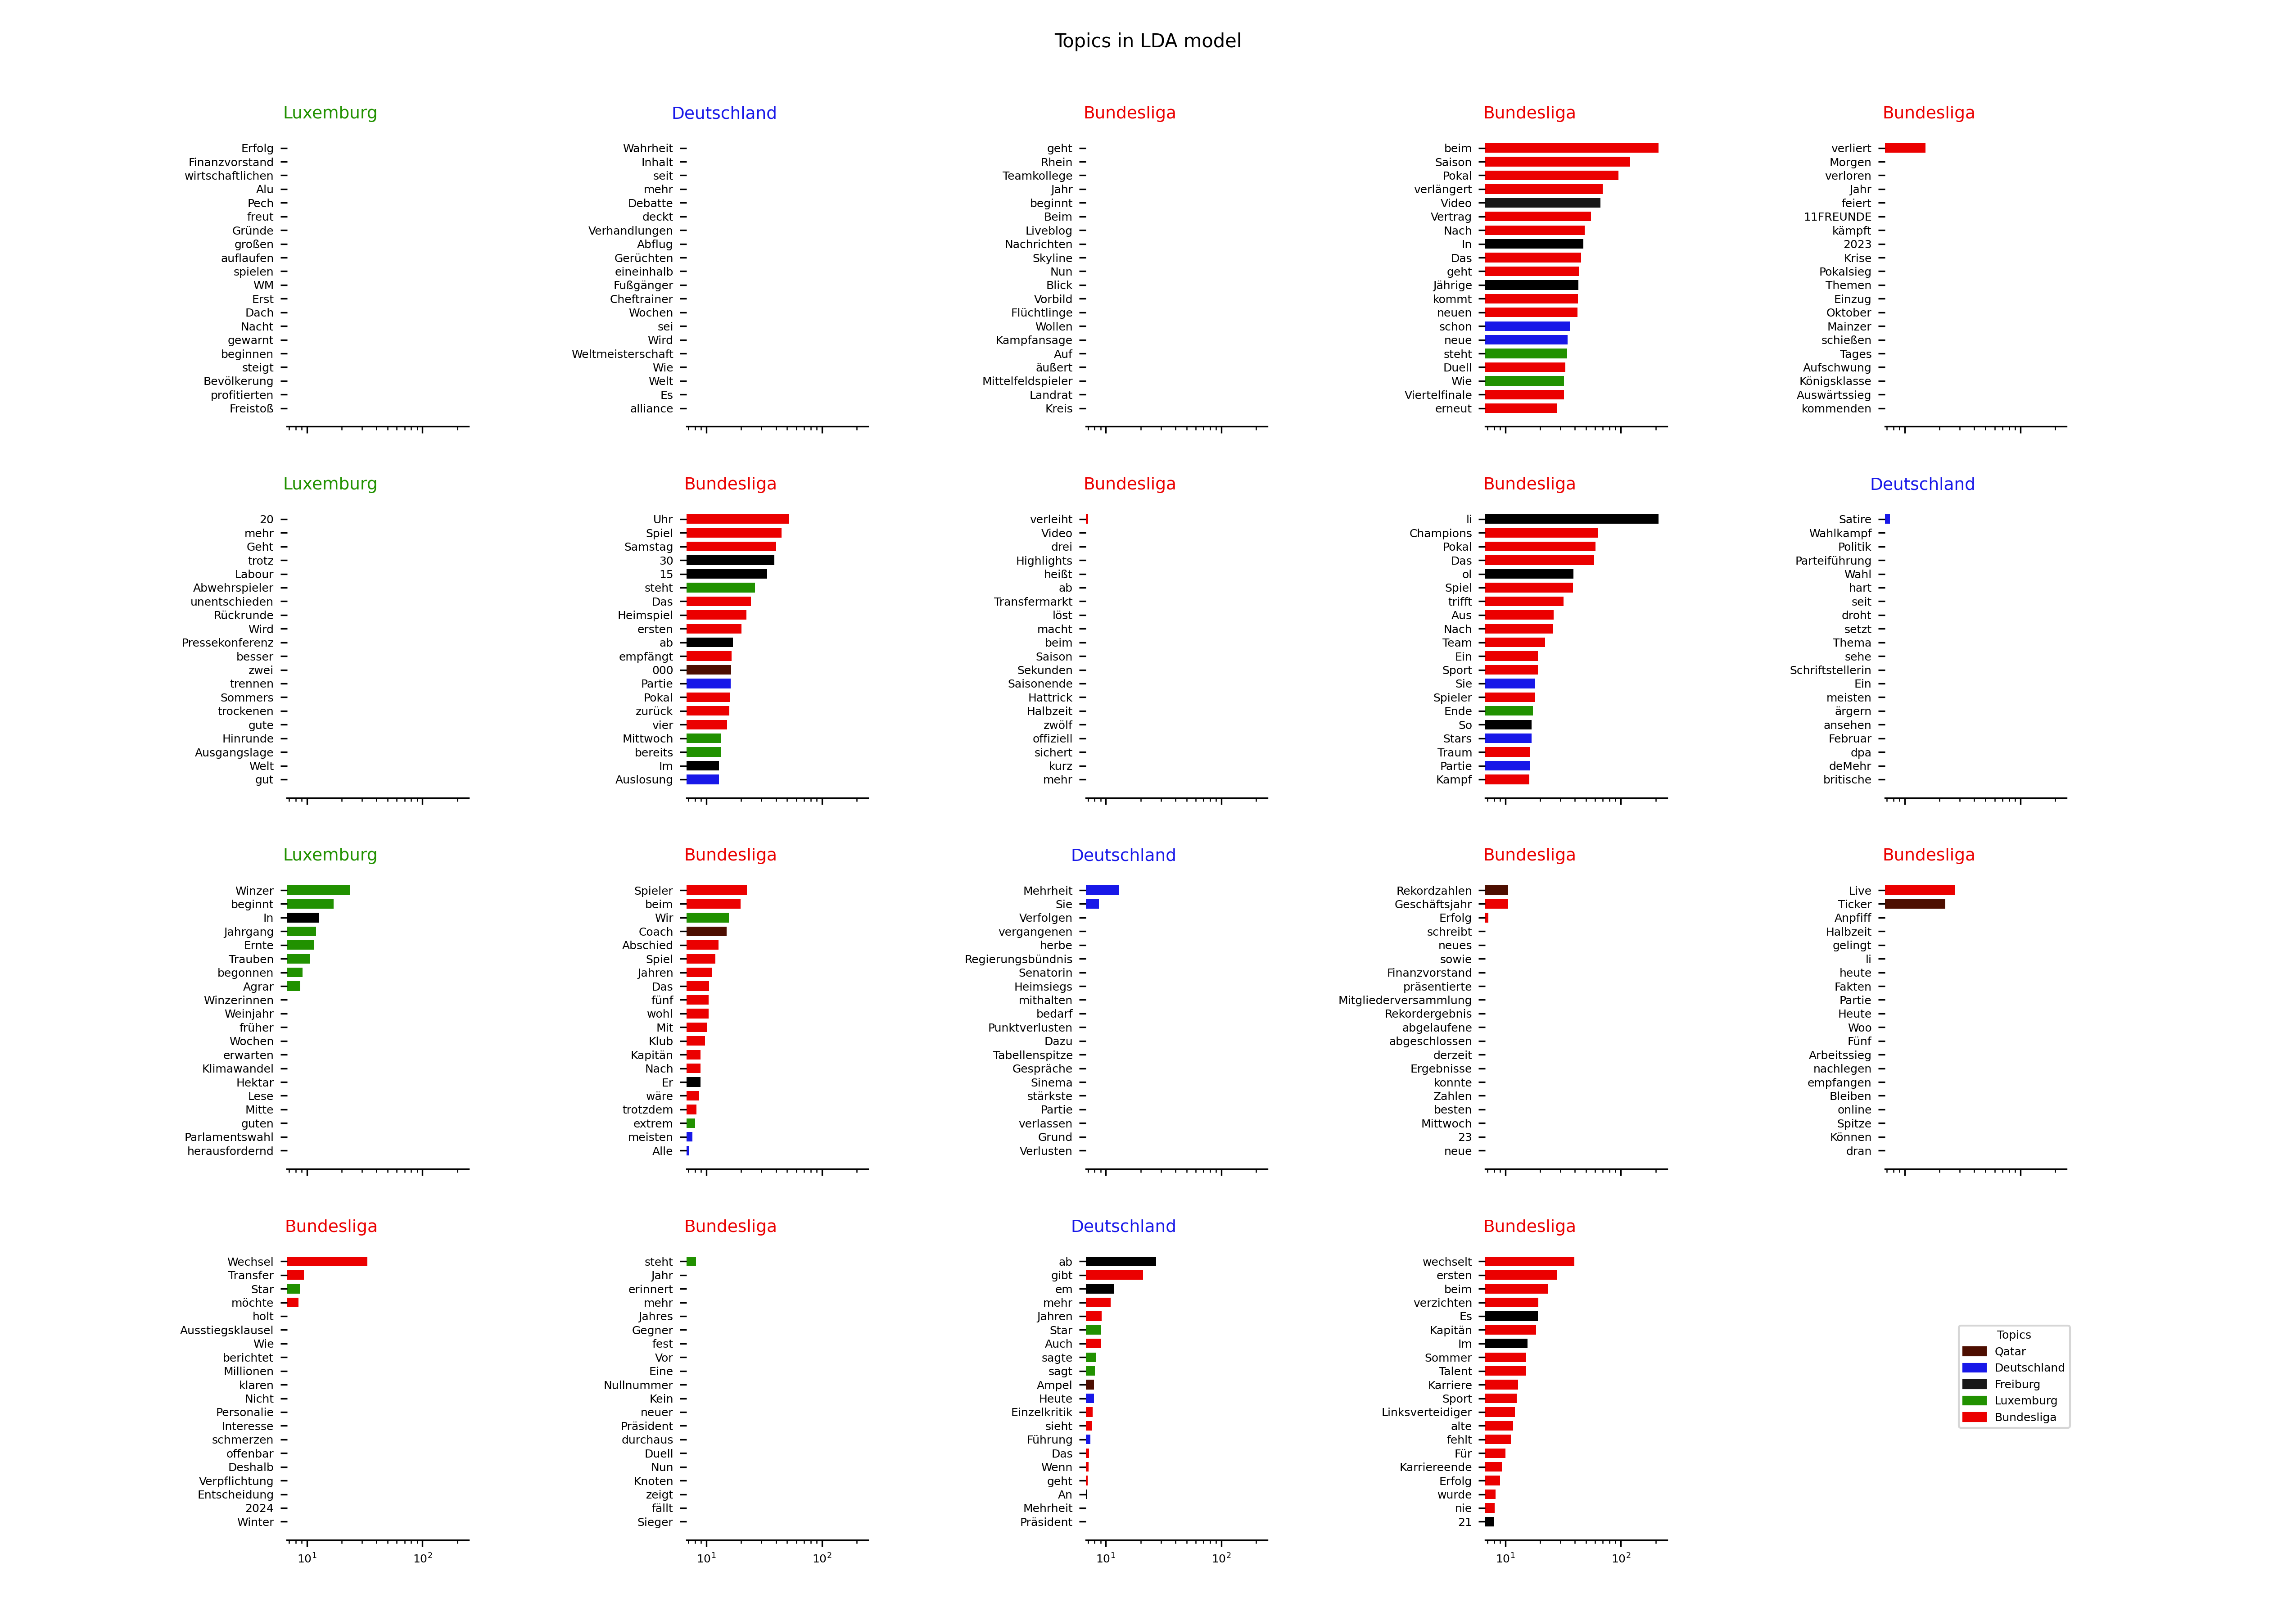 Topics in LDA model
Luxemburg
Erfolg
Finanzvorstand
wirtschaftlichen
Alu
Pech
freut
Gründe
großen
auflaufen
spielen
WM
Erst
Dach
Nacht
gewarnt
beginnen
steigt
Bevölkerung
profitierten
Freistoß
Deutschland
Wahrheit
Inhalt
seit
mehr
Debatte
deckt
Verhandlungen
Abflug
Gerüchten
eineinhalb
Fußgänger
Cheftrainer
Wochen
sei
Wird
Weltmeisterschaft
Wie
Welt
Es
alliance
Bundesliga
geht
Rhein
Teamkollege
Jahr
beginnt
Beim
Liveblog
Nachrichten
Skyline
Nun
Blick
Vorbild
Flüchtlinge
Wollen
Kampfansage
Auf
äußert
Mittelfeldspieler
Landrat
Kreis
Bundesliga
beim
Saison
Pokal
verlängert
Video
Vertrag
Nach
In
Das
geht
Jährige
kommt
neuen
schon
neue
steht
Duell
Wie
Viertelfinale
erneut
Bundesliga
verliert
Morgen
verloren
Jahr
feiert
11FREUNDE
kämpft
2023
Krise
Pokalsieg
Themen
Einzug
Oktober
Mainzer
schießen
Tages
Aufschwung
Königsklasse
Auswärtssieg
kommenden
Luxemburg
20
mehr
Geht
trotz
Labour
Abwehrspieler
unentschieden
Rückrunde
Wird
Pressekonferenz
besser
zwei
trennen
Sommers
trockenen
gute
Hinrunde
Ausgangslage
Welt
gut
Bundesliga
Uhr
Spiel
Samstag
30
15
steht
Das
Heimspiel
ersten
ab
empfängt
000
Partie
Pokal
zurück
vier
Mittwoch
bereits
Im
Auslosung
Bundesliga
verleiht
Video
drei
Highlights
heißt
ab
Transfermarkt
löst
macht
beim
Saison
Sekunden
Saisonende
Hattrick
Halbzeit
zwölf
offiziell
sichert
kurz
mehr
Bundesliga
li
Champions
Pokal
Das
ol
Spiel
trifft
Aus
Nach
Team
Ein
Sport
Sie
Spieler
Ende
So
Stars
Traum
Partie
Kampf
Deutschland
Satire
Wahlkampf
Politik
Parteiführung
Wahl
hart
seit
droht
setzt
Thema
sehe
Schriftstellerin
Ein
meisten
ärgern
ansehen
Februar
dpa
deMehr
britische
Luxemburg
Winzer
beginnt
In
Jahrgang
Ernte
Trauben
begonnen
Agrar
Winzerinnen
Weinjahr
früher
Wochen
erwarten
Klimawandel
Hektar
Lese
Mitte
guten
Parlamentswahl
herausfordernd
Bundesliga
Spieler
beim
Wir
Coach
Abschied
Spiel
Jahren
Das
fünf
wohl
Mit
Klub
Kapitän
Nach
Er
wäre
trotzdem
extrem
meisten
Alle
Deutschland
Mehrheit
Sie
Verfolgen
vergangenen
herbe
Regierungsbündnis
Senatorin
Heimsiegs
mithalten
bedarf
Punktverlusten
Dazu
Tabellenspitze
Gespräche
Sinema
stärkste
Partie
verlassen
Grund
Verlusten
Bundesliga
Rekordzahlen
Geschäftsjahr
Erfolg
schreibt
neues
sowie
Finanzvorstand
präsentierte
Mitgliederversammlung
Rekordergebnis
abgelaufene
abgeschlossen
derzeit
Ergebnisse
konnte
Zahlen
besten
Mittwoch
23
neue
Bundesliga
Live
Ticker
Anpfiff
Halbzeit
gelingt
li
heute
Fakten
Partie
Heute
Woo
Fünf
Arbeitssieg
nachlegen
empfangen
Bleiben
online
Spitze
Können
dran
Bundesliga
Wechsel
Transfer
Star
möchte
holt
Ausstiegsklausel
Wie
berichtet
Millionen
klaren
Nicht
Personalie
Interesse
schmerzen
offenbar
Deshalb
Verpflichtung
Entscheidung
2024
Winter
10¹ 10²
Bundesliga
steht
Jahr
erinnert
mehr
Jahres
Gegner
fest
Vor
Eine
Nullnummer
Kein
neuer
Präsident
durchaus
Duell
Nun
Knoten
zeigt
fällt
Sieger
10¹ 10²
Deutschland
ab
gibt
em
mehr
Jahren
Star
Auch
sagte
sagt
Ampel
Heute
Einzelkritik
sieht
Führung
Das
Wenn
geht
An
Mehrheit
Präsident
10¹ 10²
Bundesliga
wechselt
ersten
beim
verzichten
Es
Kapitän
Im
Sommer
Talent
Karriere
Sport
Linksverteidiger
alte
fehlt
Für
Karriereende
Erfolg
wurde
nie
21
10¹ 10²
Topics
Qatar
Deutschland
Freiburg
Luxemburg
Bundesliga